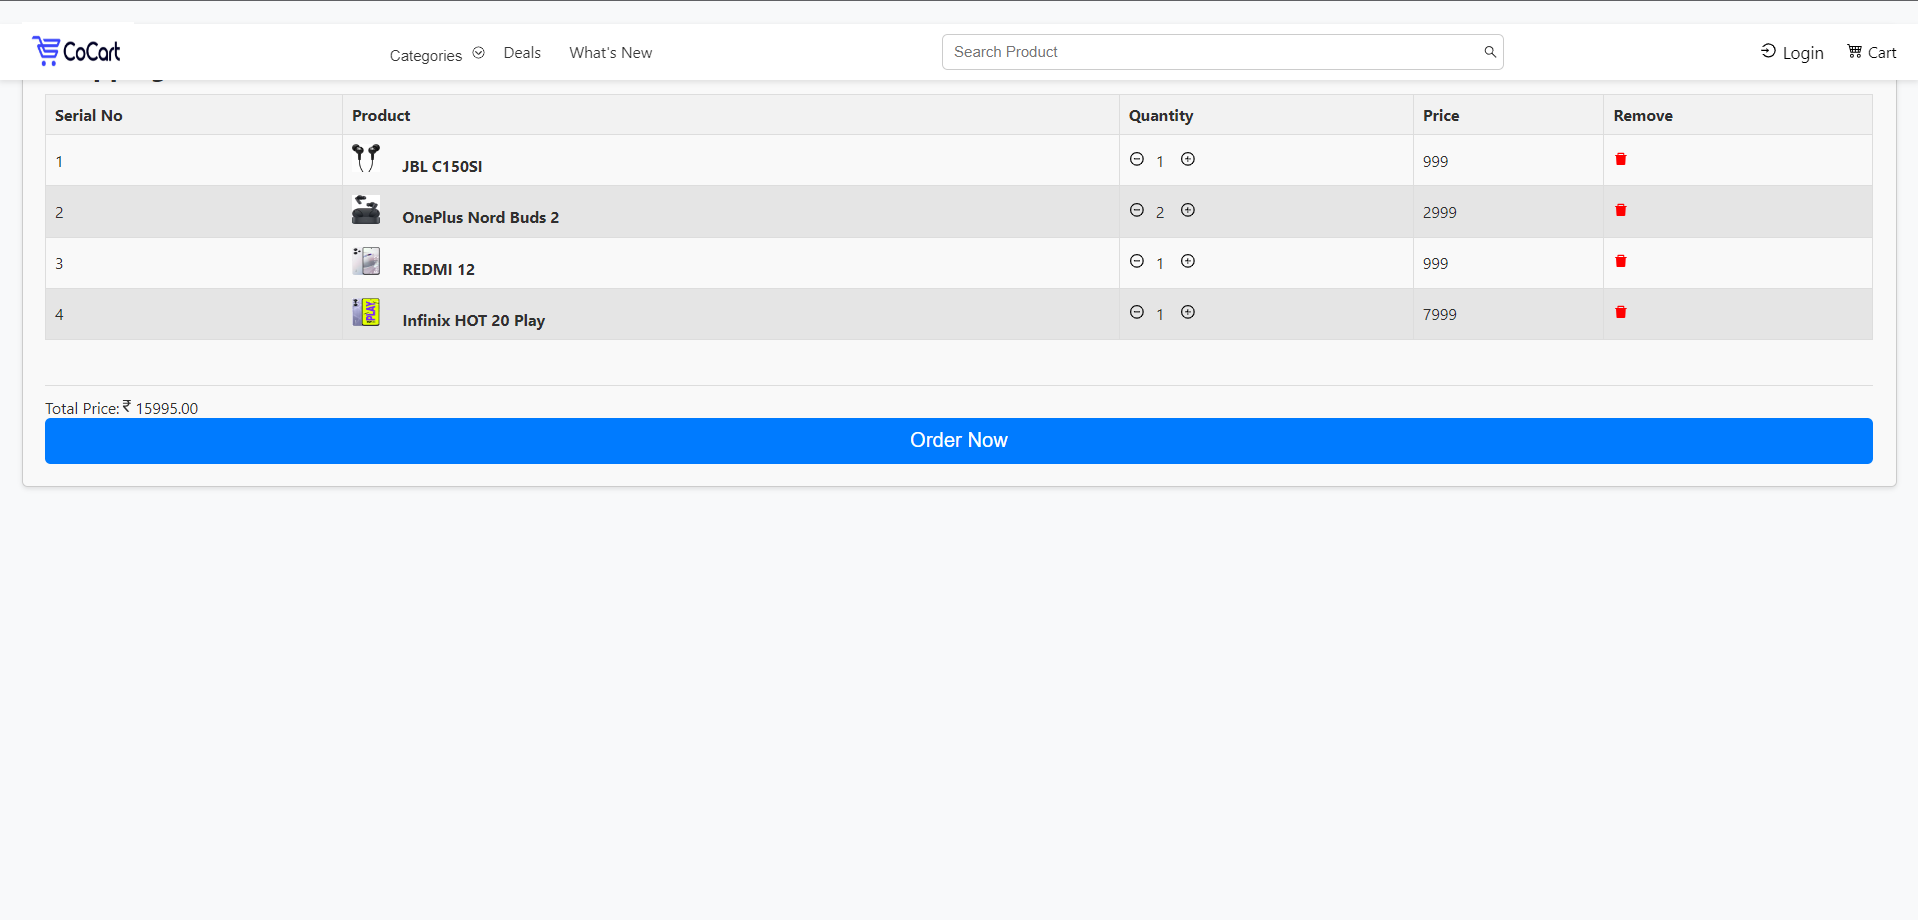 CoCart Categories Deals What's New Search Product Login Cart
Serial No Product Quantity Price Remove
1 JBL C150SI 1 999
2 OnePlus Nord Buds 2 2 2999
3 REDMI 12 1 999
4 PLAY Infinix HOT 20 Play 1 7999
Total Price: ₹ 15995.00
Order Now